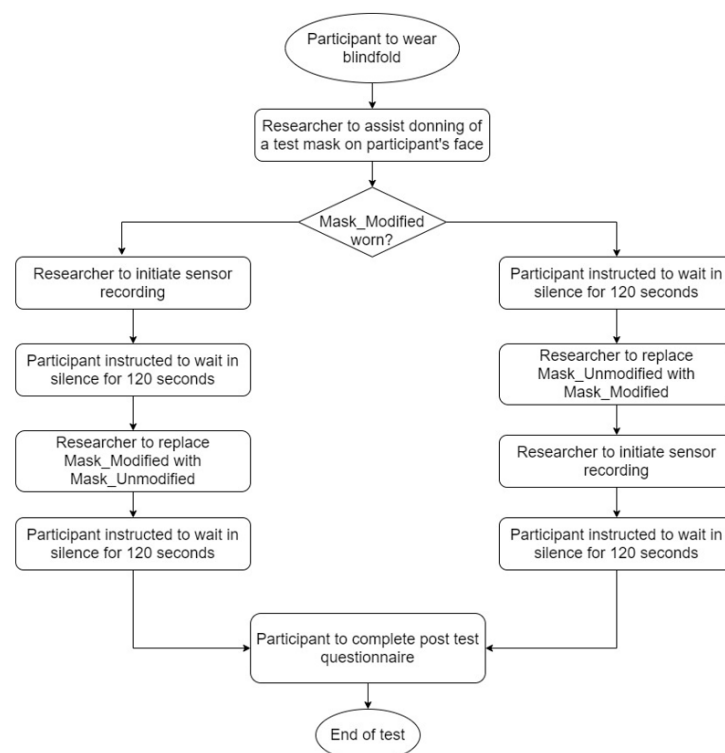 Participant to wear
blindfold
Researcher to assist donning of
a test mask on participant's face
Mask_Modified
worn?
Researcher to initiate sensor
recording
Participant instructed to wait in
silence for 120 seconds
Researcher to replace
Mask_Modified with
Mask_Unmodified
Participant instructed to wait in
silence for 120 seconds
Participant instructed to wait in
silence for 120 seconds
Researcher to replace
Mask_Unmodified with
Mask_Modified
Researcher to initiate sensor
recording
Participant instructed to wait in
silence for 120 seconds
Participant to complete post test
questionnaire
End of test